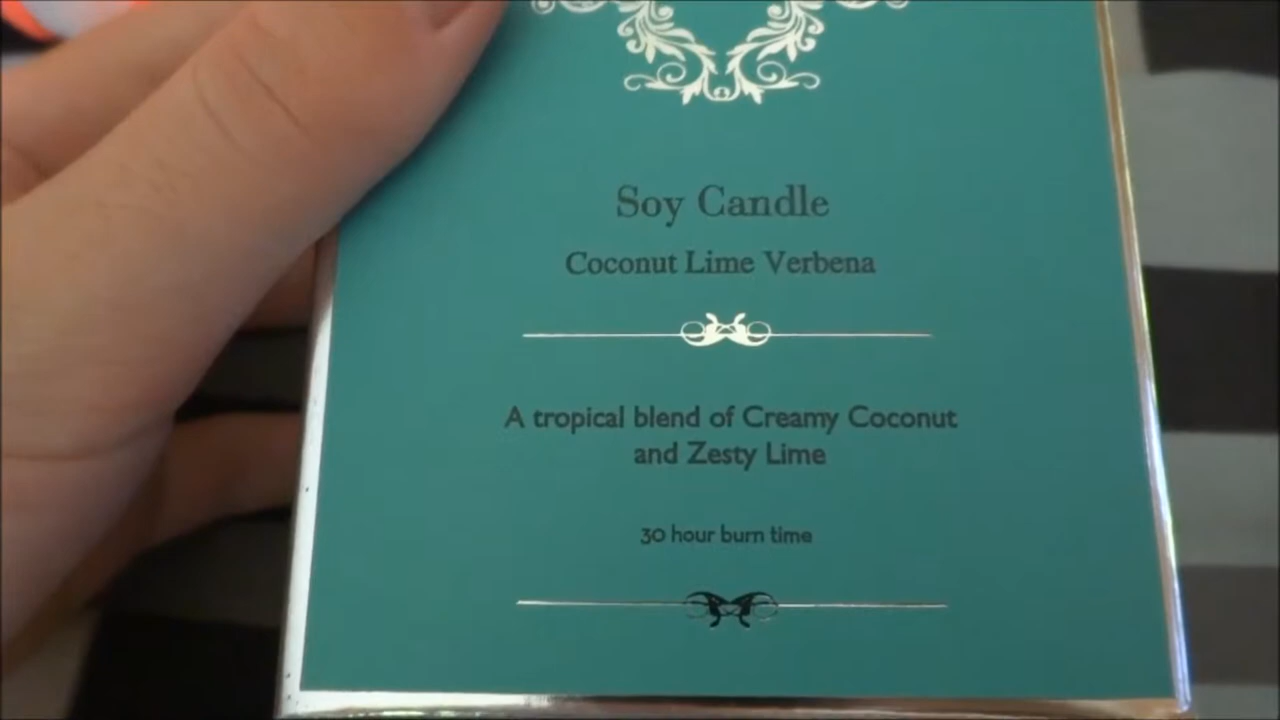 Soy Candle
Coconut Lime Verbena
A tropical blend of Creamy Coconut
and Zesty Lime
30 hour burn time